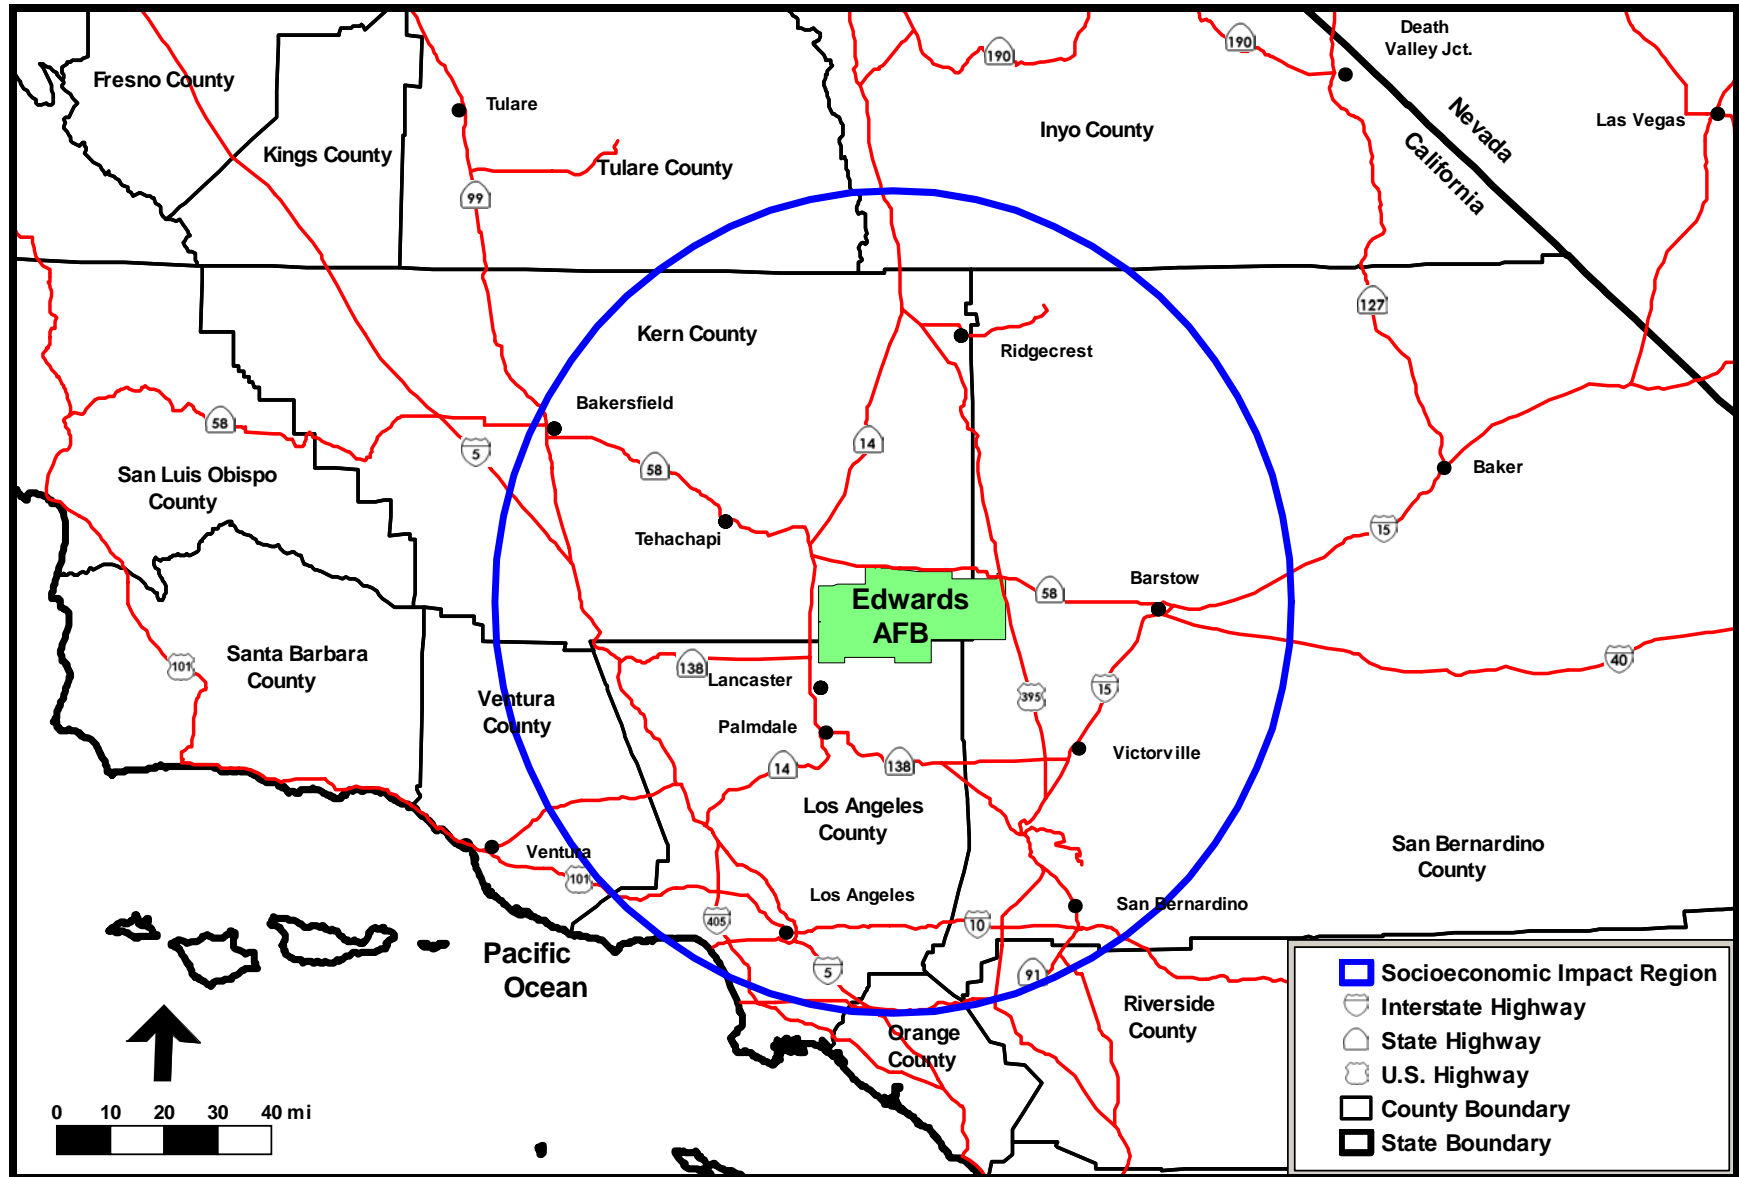 Death
Valley Jct.
190
190
Fresno County
Tulare
Nevada
Las Vegas
Inyo County
California
Kings County
Tulare County
99
127
Kern County
Ridgecrest
Bakersfield
58
14
5
58
Baker
San Luis Obispo
County
15
Tehachapi
Barstow
58
Edwards
AFB
Santa Barbara
County
101
138
Lancaster
40
15
395
Ventura
County
Palmdale
Victorville
14
138
Los Angeles
County
San Bernardino
County
Ventura
101
Los Angeles
San Bernardino
405
10
Pacific
Ocean
5
91
Riverside
County
Orange
County
0 10 20 30 40 mi
Socioeconomic Impact Region
Interstate Highway
State Highway
U.S. Highway
County Boundary
State Boundary